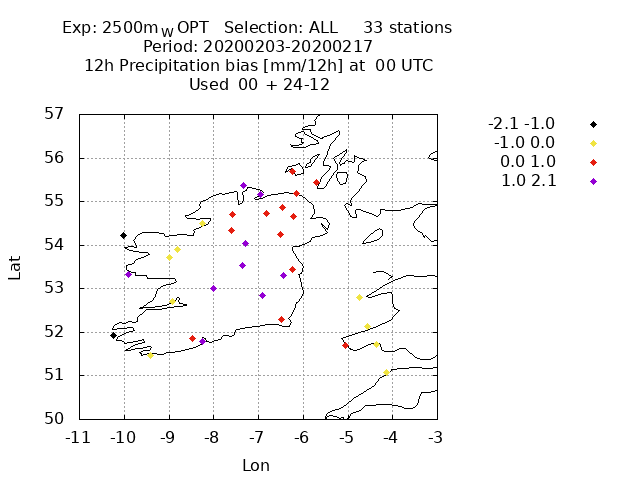 Exp: 2500m_W OPT   Selection: ALL     33 stations
Period: 20200203-20200217
12h Precipitation bias [mm/12h] at  00 UTC
Used  00 + 24-12
-2.1 -1.0
-1.0 0.0
0.0 1.0
1.0 2.1
57
56
55
54
53
52
51
50
Lat
-11 -10 -9 -8 -7 -6 -5 -4 -3
Lon